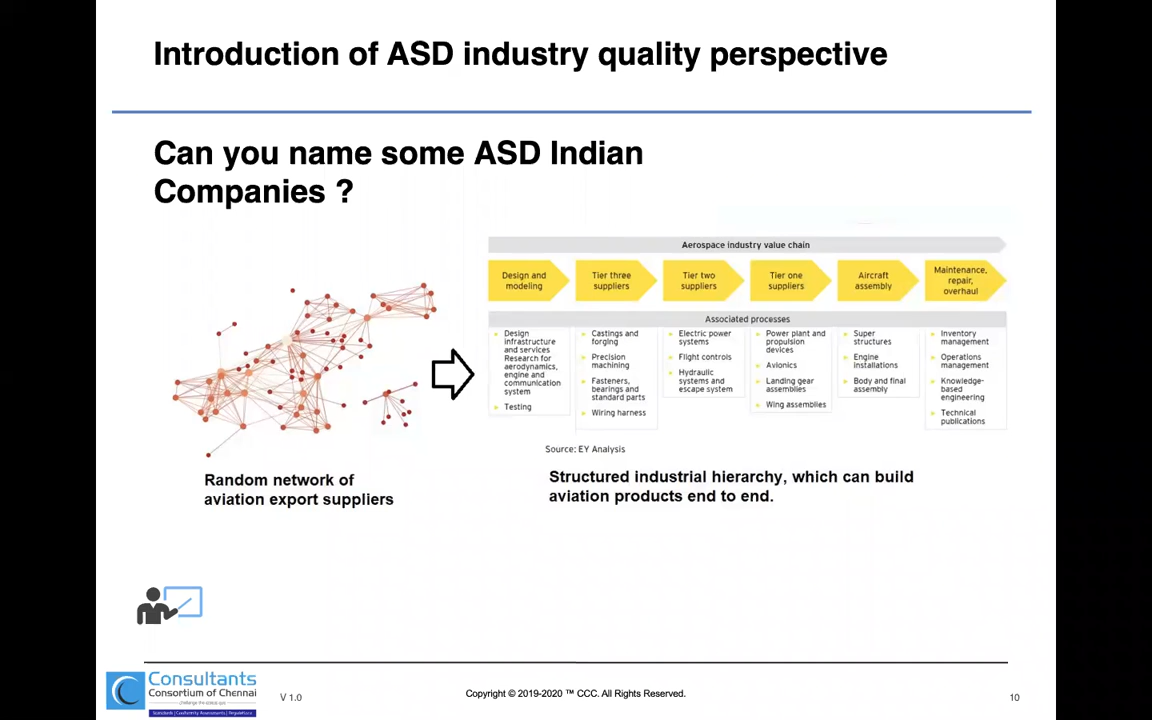 Introduction of ASD industry quality perspective
Can you name some ASD Indian
Companies ?
Aerospace industry value chain
Design and
modeling
Tier three
suppliers
Tier two
suppliers
Tier one
suppliers
Aircraft
assembly
Maintenance,
repair,
overhaul
Associated processes
Design
infrastructure
and services
Research for
aerodynamics,
engine and
communication
system
Testing
Castings and
forging
Precision
machining
Fasteners,
bearings and
standard parts
Wiring harness
Electric power
systems
Flight controls
Hydraulic
systems and
escape system
Power plant and
propulsion
devices
Avionics
Landing gear
assemblies
Wing assemblies
Super
structures
Engine
installations
Body and final
assembly
Inventory
management
Operations
management
Knowledge-
based
engineering
Technical
publications
Source: EY Analysis
Random network of
aviation export suppliers
Structured industrial hierarchy, which can build
aviation products end to end.
Consultants
Consortium of Chennai
Standards | Conformity Assessments | Regulations
V 1.0
Copyright © 2019-2020 ™ CCC. All Rights Reserved.
10